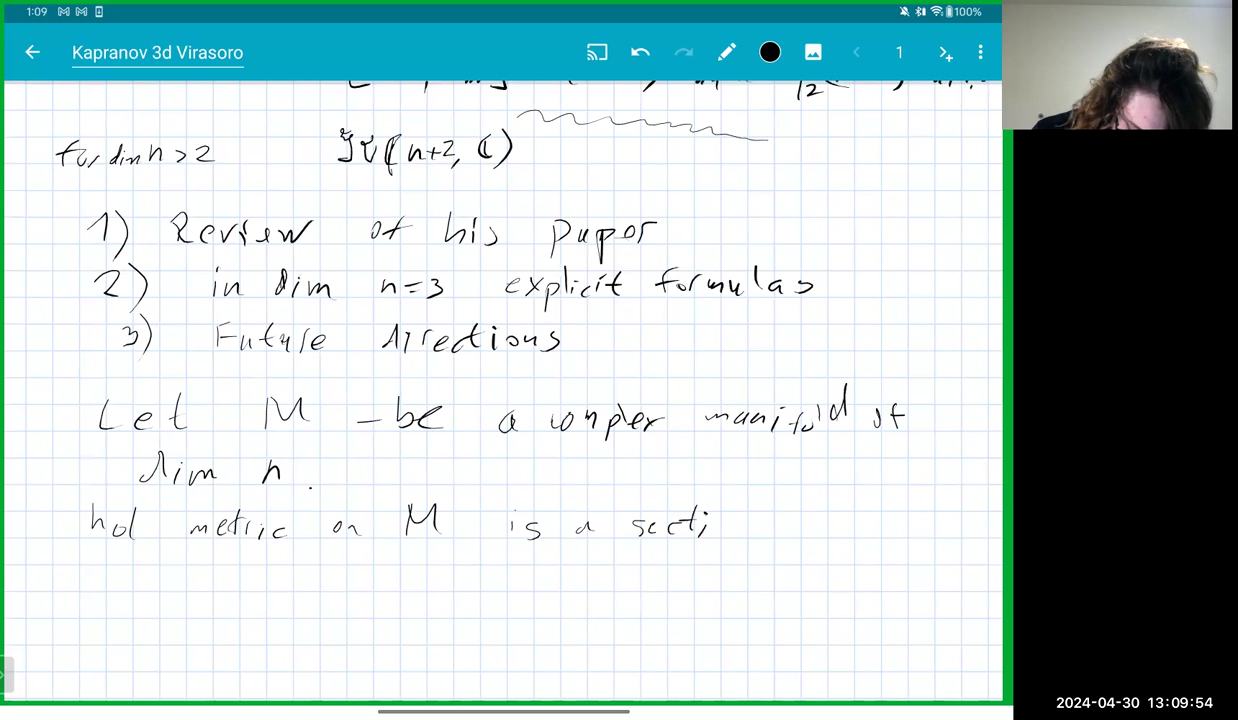 1:09
100%
Kapranov 3d Virasoro
1
for dim n > 2 (n+2, ℂ)
1) Review of his paper
2) in dim n=3 explicit formulas
3) Future directions
Let M - be a complex manifold of
dim n.
hol metric on M is a secti
2024-04-30 13:09:54